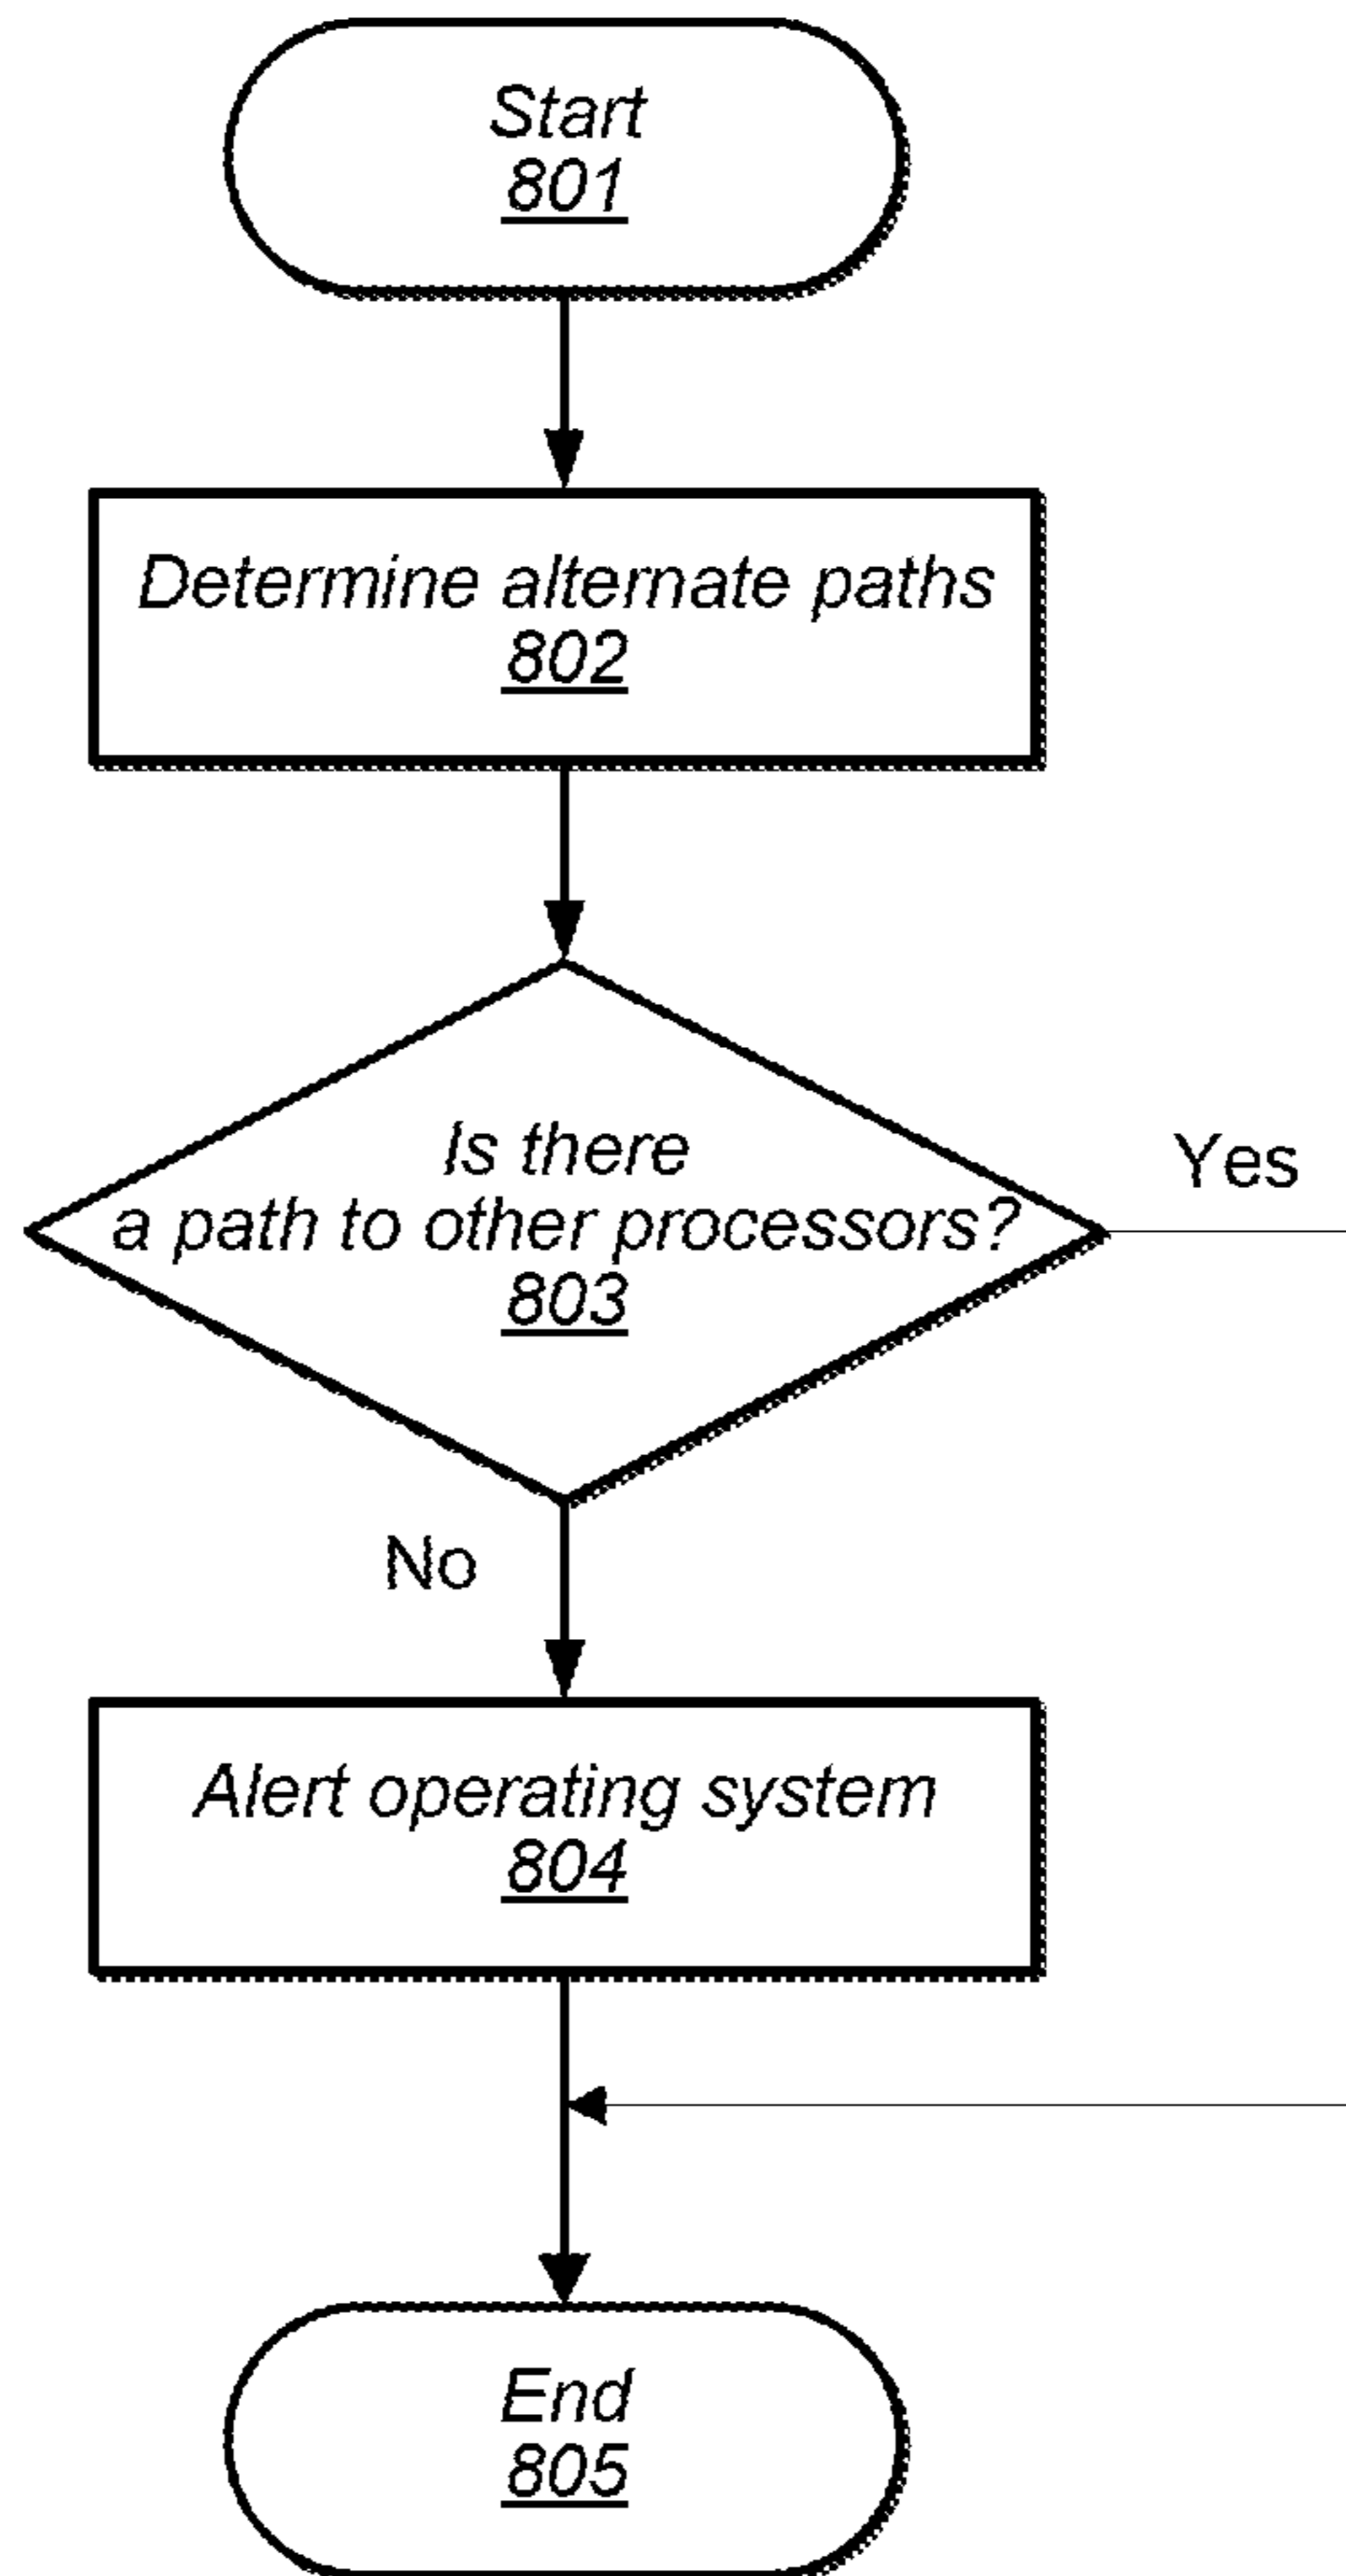 Start
801
Determine alternate paths
802
Is there
a path to other processors?
803
Yes
No
Alert operating system
804
End
805